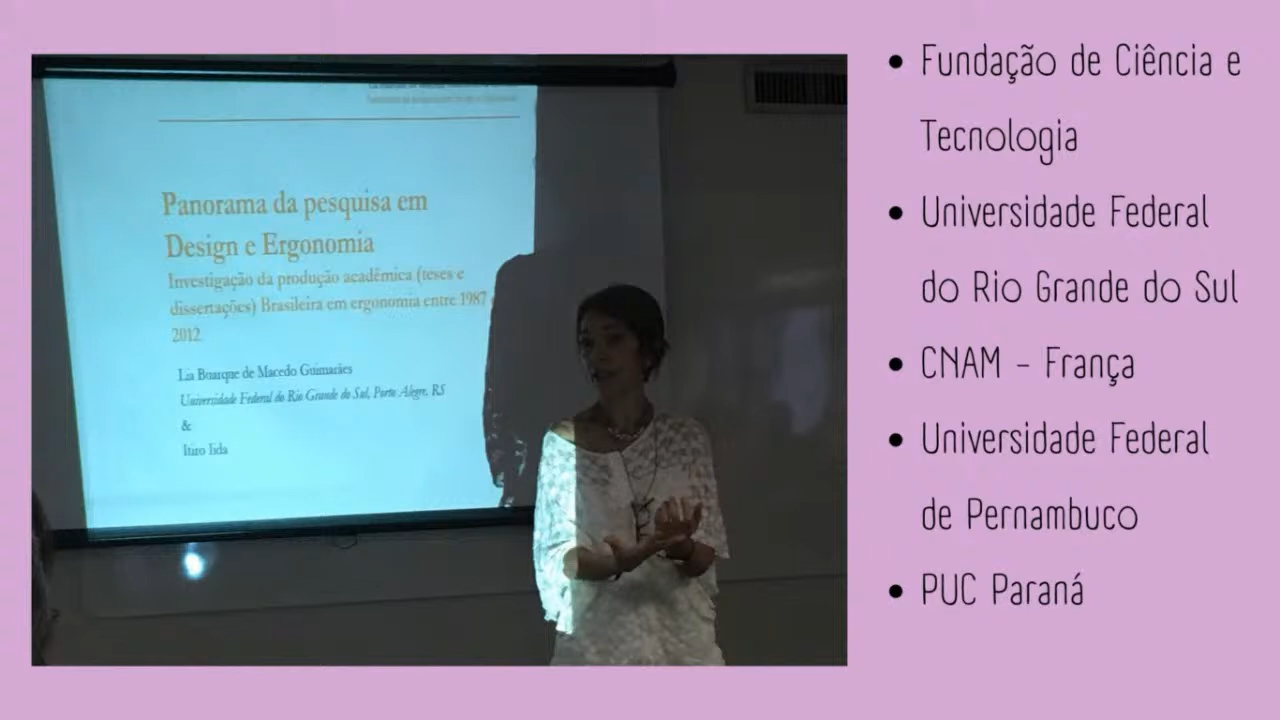 Panorama da pesquisa em
Design e Ergonomia
Investigação da produção acadêmica (teses e
dissertações) Brasileira em ergonomia entre 1987
2012
Lia Buarque de Macedo Guimarães
Universidade Federal do Rio Grande do Sul, Porto Alegre, RS
&
Itiro Iida
• Fundação de Ciência e
Tecnologia
• Universidade Federal
do Rio Grande do Sul
• CNAM – França
• Universidade Federal
de Pernambuco
• PUC Paraná